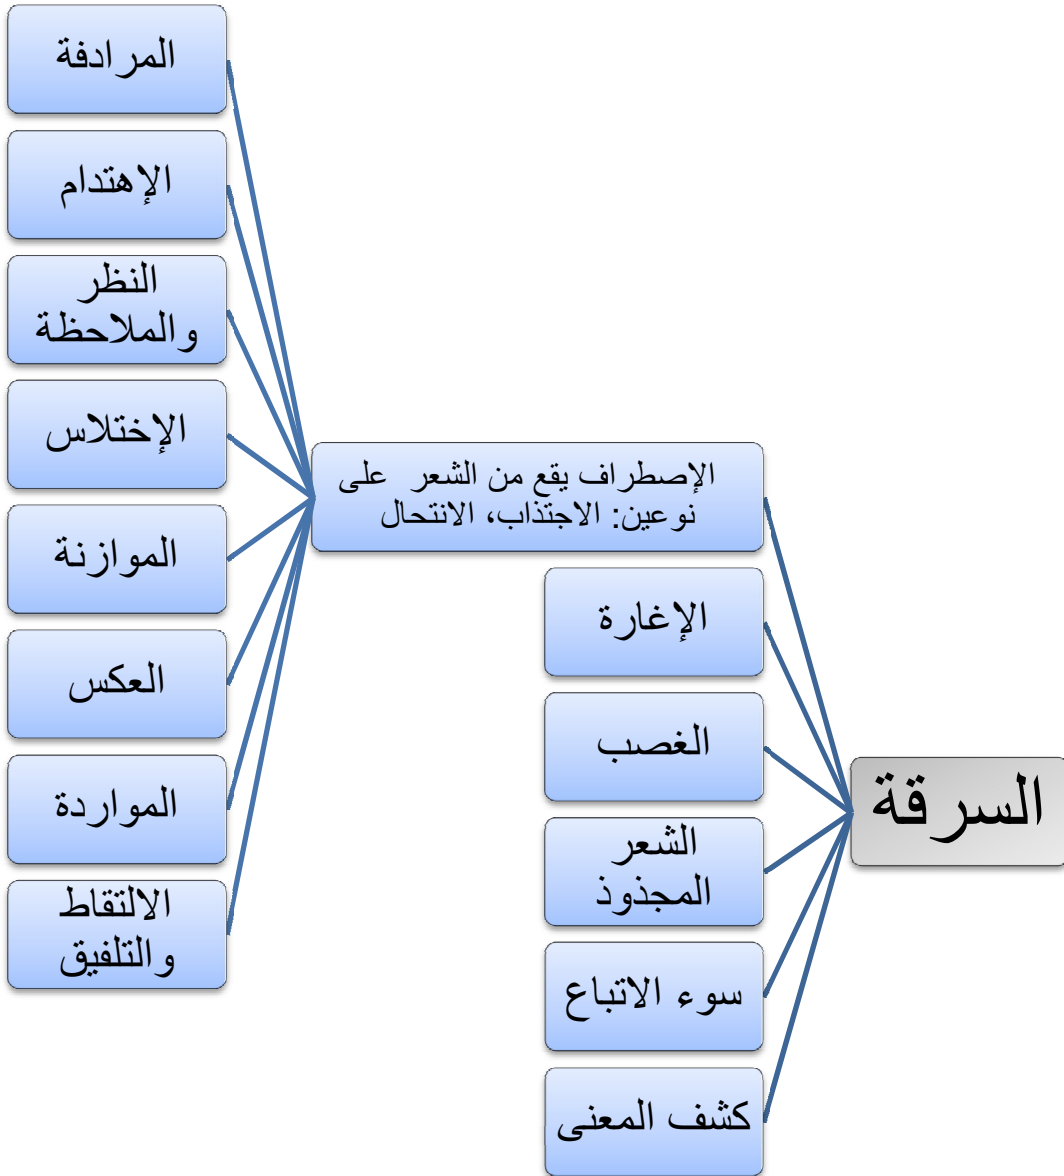 السرقة
الإصطراف يقع من الشعر على
نوعين: الاجتذاب، الانتحال
المرادفة
الإهتدام
النظر
والملاحظة
الإختلاس
الموازنة
العكس
المواردة
الالتقاط
والتلفيق
الإغارة
الغصب
الشعر
المجذوذ
سوء الاتباع
كشف المعنى